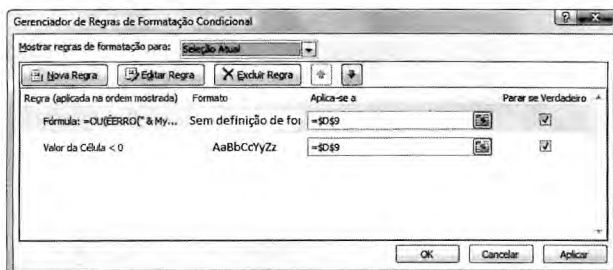 Gerenciador de Regras de Formatação Condicional
Mostrar regras de formatação para: Seleção Atual
Nova Regra Editar Regra Excluir Regra
Regra (aplicada na ordem mostrada) Formato Aplica-se a Parar se Verdadeiro
Fórmula: =OU(ÉERRO(" & My... Sem definição de for =$D$9
Valor da Célula < 0 AaBbCcYyZz =$D$9
OK Cancelar Aplicar